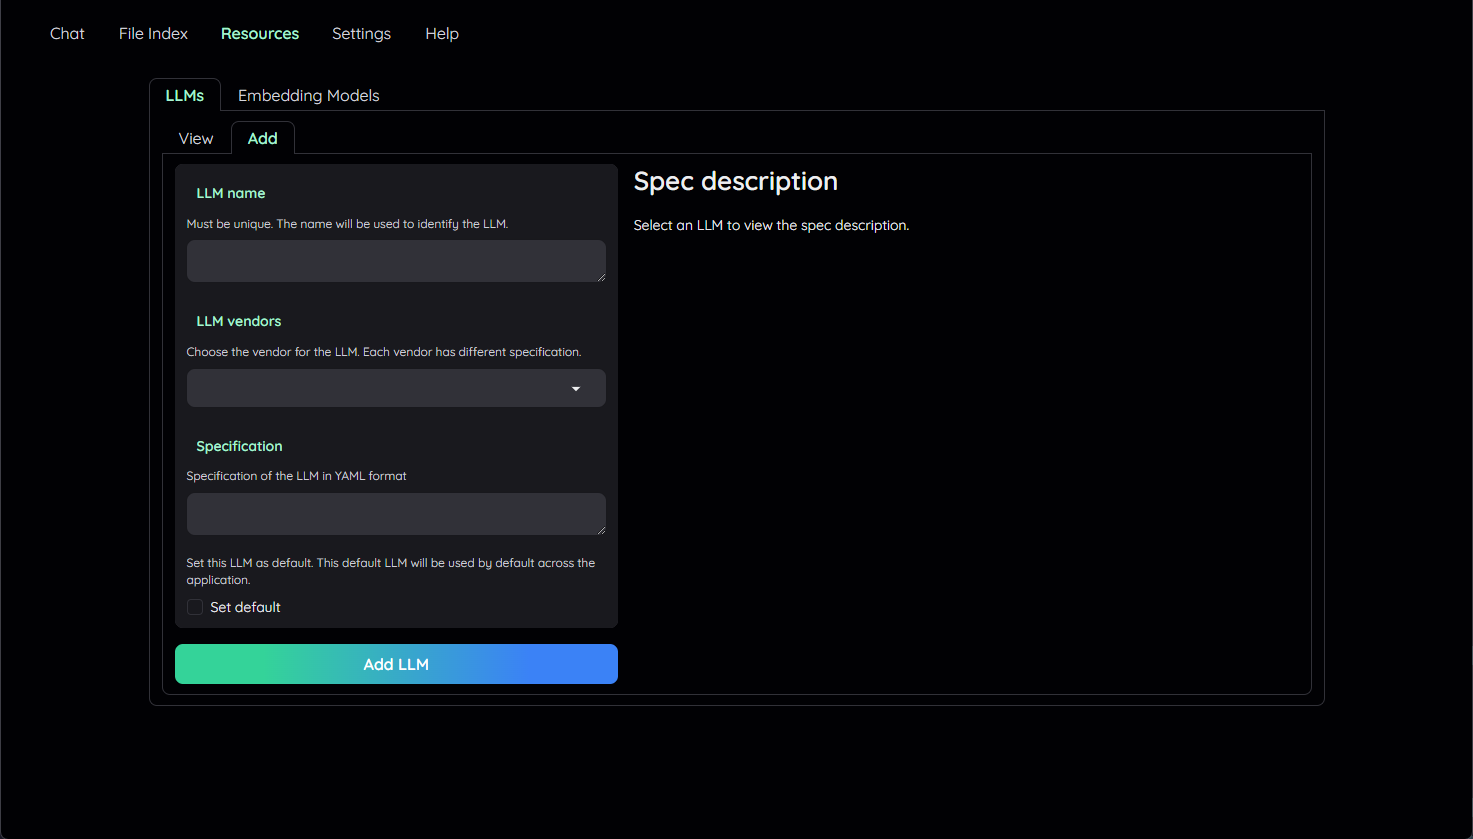 Chat File Index Resources Settings Help
LLMs Embedding Models
View Add
LLM name
Must be unique. The name will be used to identify the LLM.
LLM vendors
Choose the vendor for the LLM. Each vendor has different specification.
Specification
Specification of the LLM in YAML format
Set this LLM as default. This default LLM will be used by default across the
application.
Set default
Add LLM
Spec description
Select an LLM to view the spec description.